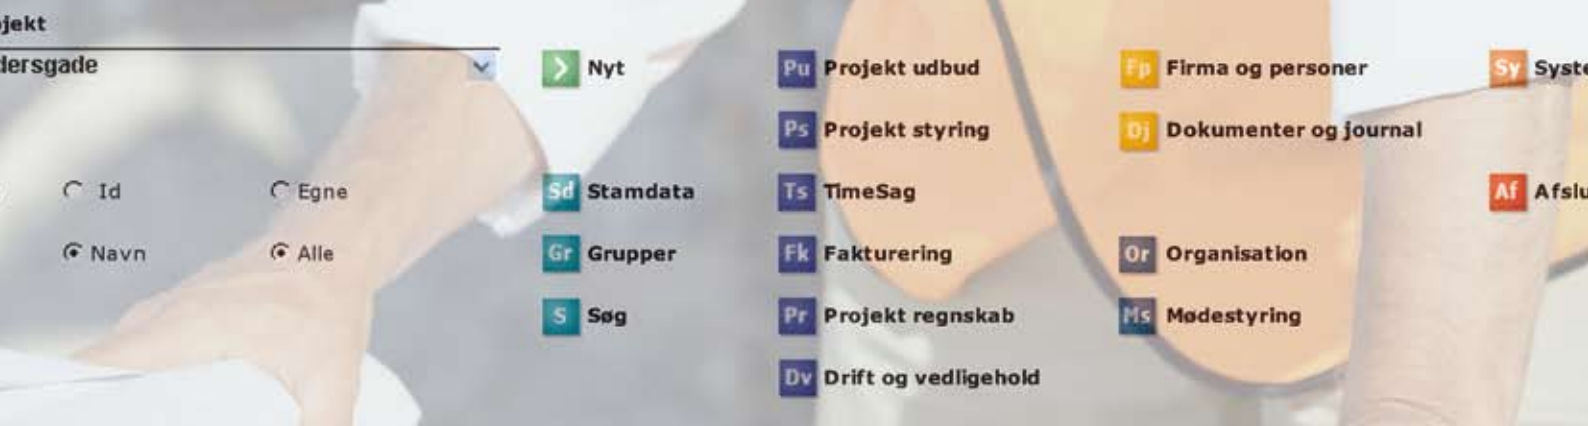 jekt
dersgade
Id
Egne
Navn
Alle
Nyt
Sd Stamdata
Gr Grupper
S Søg
Pu Projekt udbud
Ps Projekt styring
Ts TimeSag
Fk Fakturering
Pr Projekt regnskab
Dv Drift og vedligehold
Fp Firma og personer
Dj Dokumenter og journal
Or Organisation
Ms Mødestyring
Sy Syste
Af Afslu